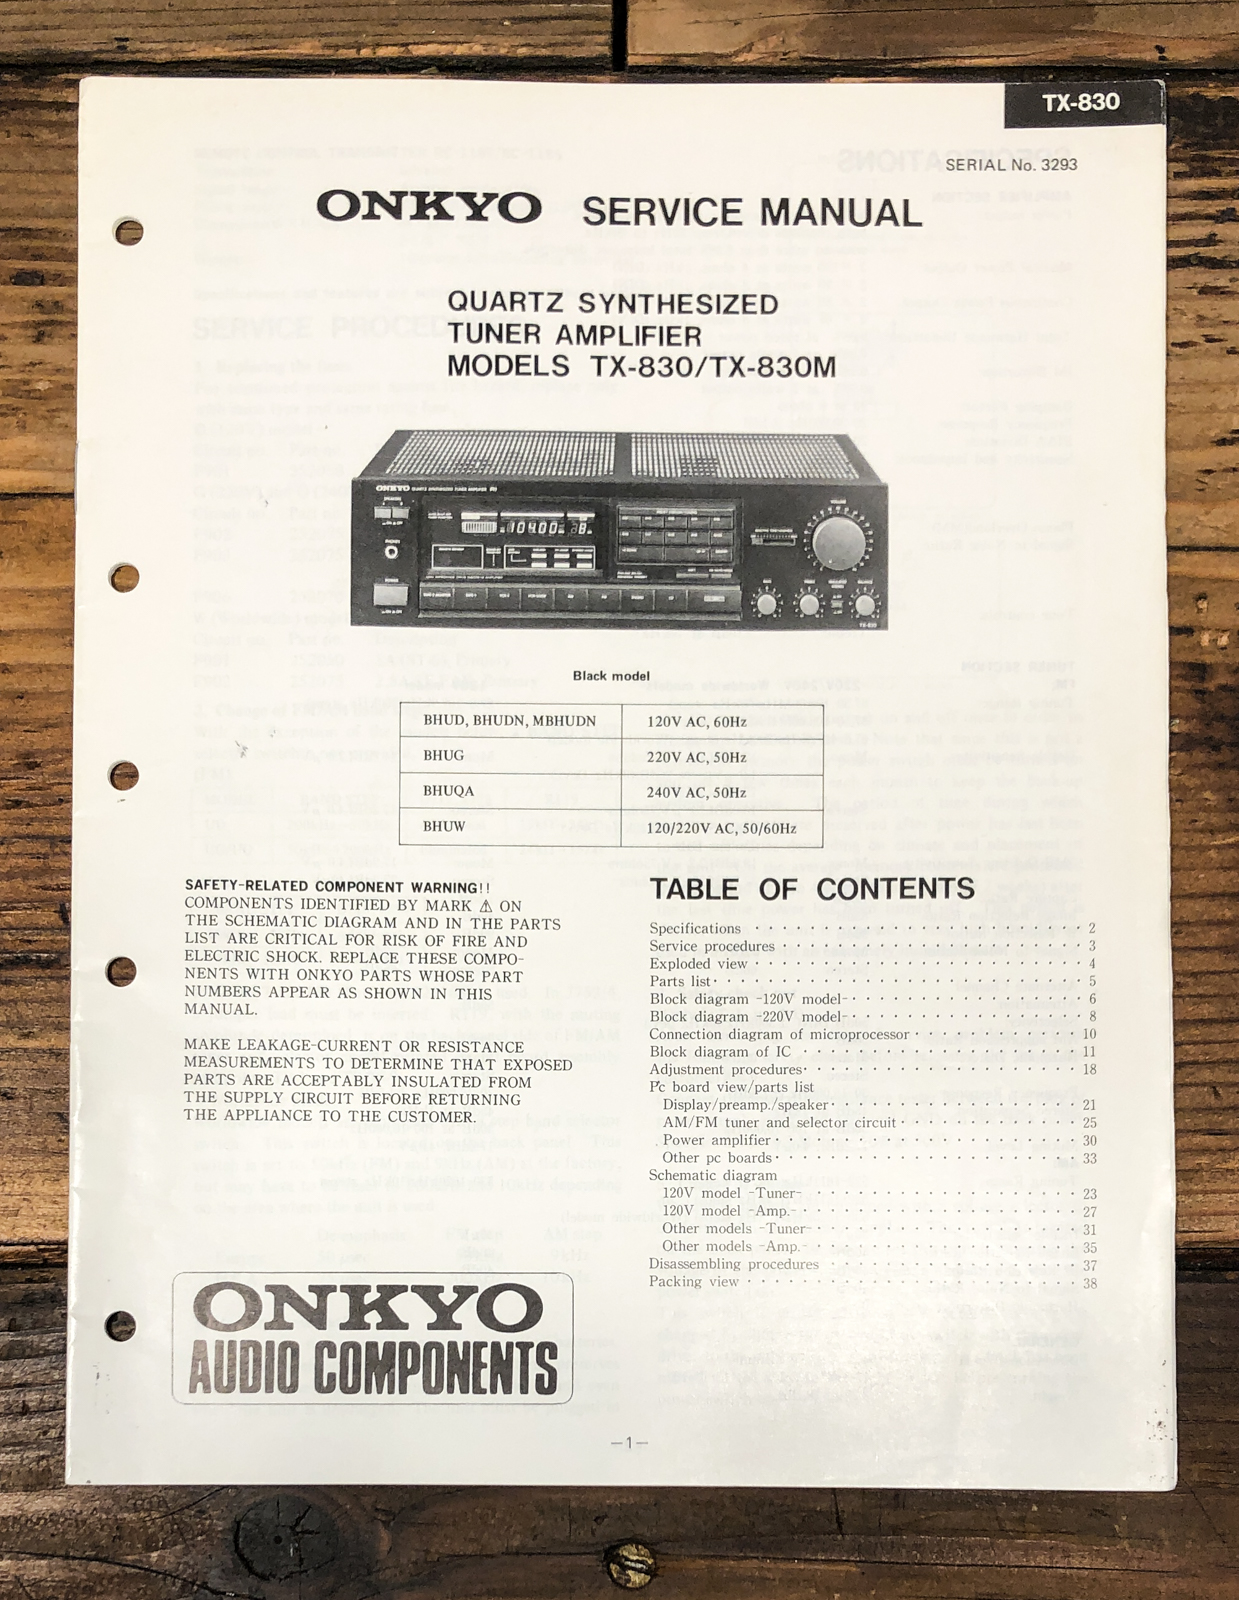 TX-830
SERIAL No. 3293
ONKYO SERVICE MANUAL
QUARTZ SYNTHESIZED
TUNER AMPLIFIER
MODELS TX-830/TX-830M
ONKYO
TX-830
Black model
BHUD, BHUDN, MBHUDN 120V AC, 60Hz
BHUG 220V AC, 50Hz
BHUQA 240V AC, 50Hz
BHUW 120/220V AC, 50/60Hz
SAFETY-RELATED COMPONENT WARNING!!
COMPONENTS IDENTIFIED BY MARK ⚠ ON
THE SCHEMATIC DIAGRAM AND IN THE PARTS
LIST ARE CRITICAL FOR RISK OF FIRE AND
ELECTRIC SHOCK. REPLACE THESE COMPO-
NENTS WITH ONKYO PARTS WHOSE PART
NUMBERS APPEAR AS SHOWN IN THIS
MANUAL.
MAKE LEAKAGE-CURRENT OR RESISTANCE
MEASUREMENTS TO DETERMINE THAT EXPOSED
PARTS ARE ACCEPTABLY INSULATED FROM
THE SUPPLY CIRCUIT BEFORE RETURNING
THE APPLIANCE TO THE CUSTOMER.
TABLE OF CONTENTS
Specifications 2
Service procedures 3
Exploded view 4
Parts list 5
Block diagram -120V model- 6
Block diagram -220V model- 8
Connection diagram of microprocessor 10
Block diagram of IC 11
Adjustment procedures 18
Pc board view/parts list
Display/preamp./speaker 21
AM/FM tuner and selector circuit 25
Power amplifier 30
Other pc boards 33
Schematic diagram
120V model -Tuner- 23
120V model -Amp.- 27
Other models -Tuner- 31
Other models -Amp.- 35
Disassembling procedures 37
Packing view 38
ONKYO
AUDIO COMPONENTS
—1—